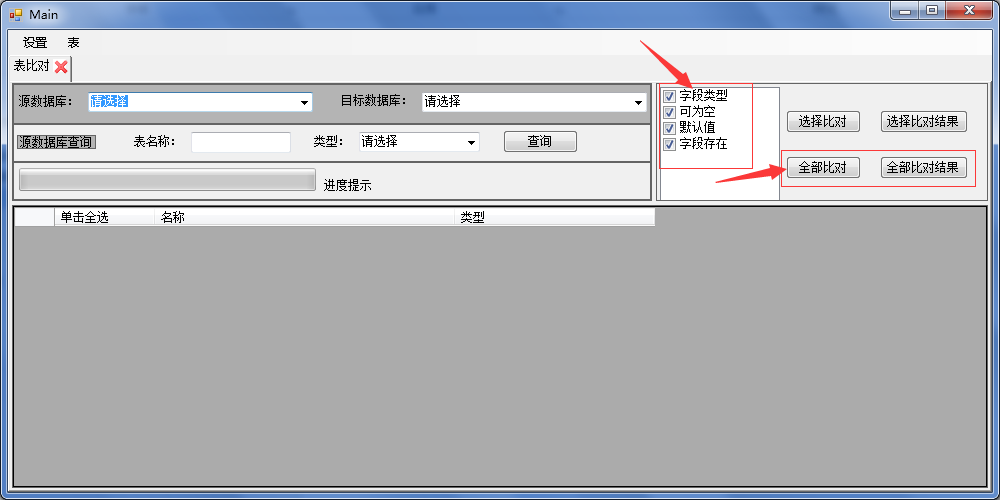 Main
设置 表
表比对
源数据库： 请选择 目标数据库： 请选择
源数据库查询 表名称： 类型： 请选择 查询
进度提示
字段类型
可为空
默认值
字段存在
选择比对 选择比对结果
全部比对 全部比对结果
单击全选 名称 类型